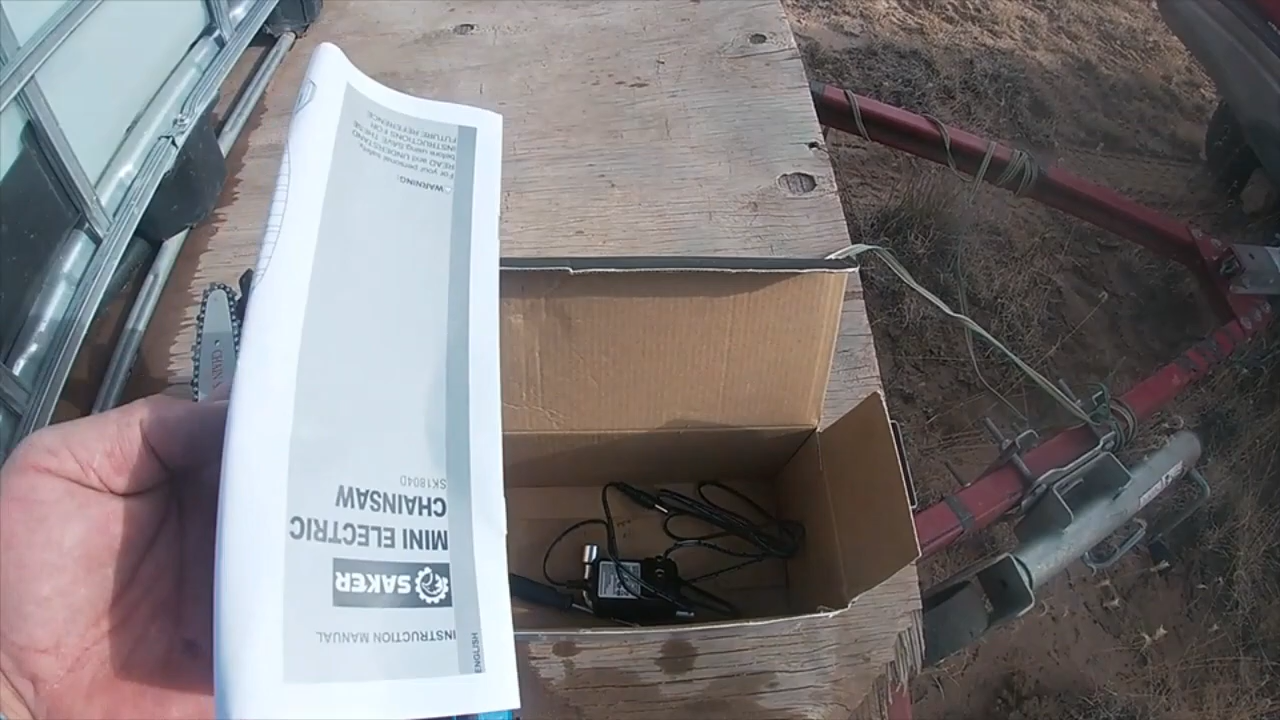 ENGLISH
INSTRUCTION MANUAL
SAKER
MINI ELECTRIC
CHAINSAW
SK1804D
WARNING:
For your personal safety,
READ and UNDERSTAND
before using. SAVE THESE
INSTRUCTIONS FOR
FUTURE REFERENCE
CHAIN